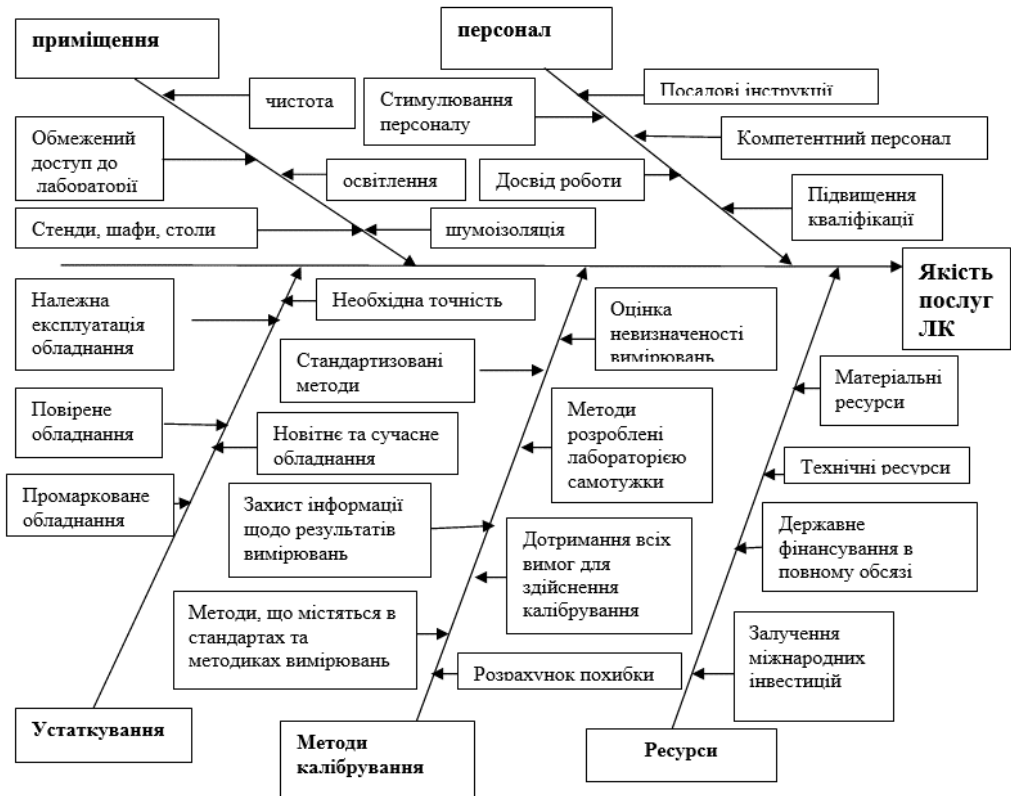 приміщення
персонал
чистота
Стимулювання
персоналу
Посадові інструкції
Обмежений
доступ до
лабораторії
Компетентний персонал
освітлення
Досвід роботи
Підвищення
кваліфікації
Стенди, шафи, столи
шумоізоляція
Якість
послуг
ЛК
Належна
експлуатація
обладнання
Необхідна точність
Оцінка
невизначеності
вимірювань
Стандартизовані
методи
Матеріальні
ресурси
Повірене
обладнання
Новітнє та сучасне
обладнання
Методи
розроблені
лабораторією
самотужки
Технічні ресурси
Промарковане
обладнання
Захист інформації
щодо результатів
вимірювань
Дотримання всіх
вимог для
здійснення
калібрування
Державне
фінансування в
повному обсязі
Методи, що містяться в
стандартах та
методиках вимірювань
Розрахунок похибки
Залучення
міжнародних
інвестицій
Устаткування
Методи
калібрування
Ресурси